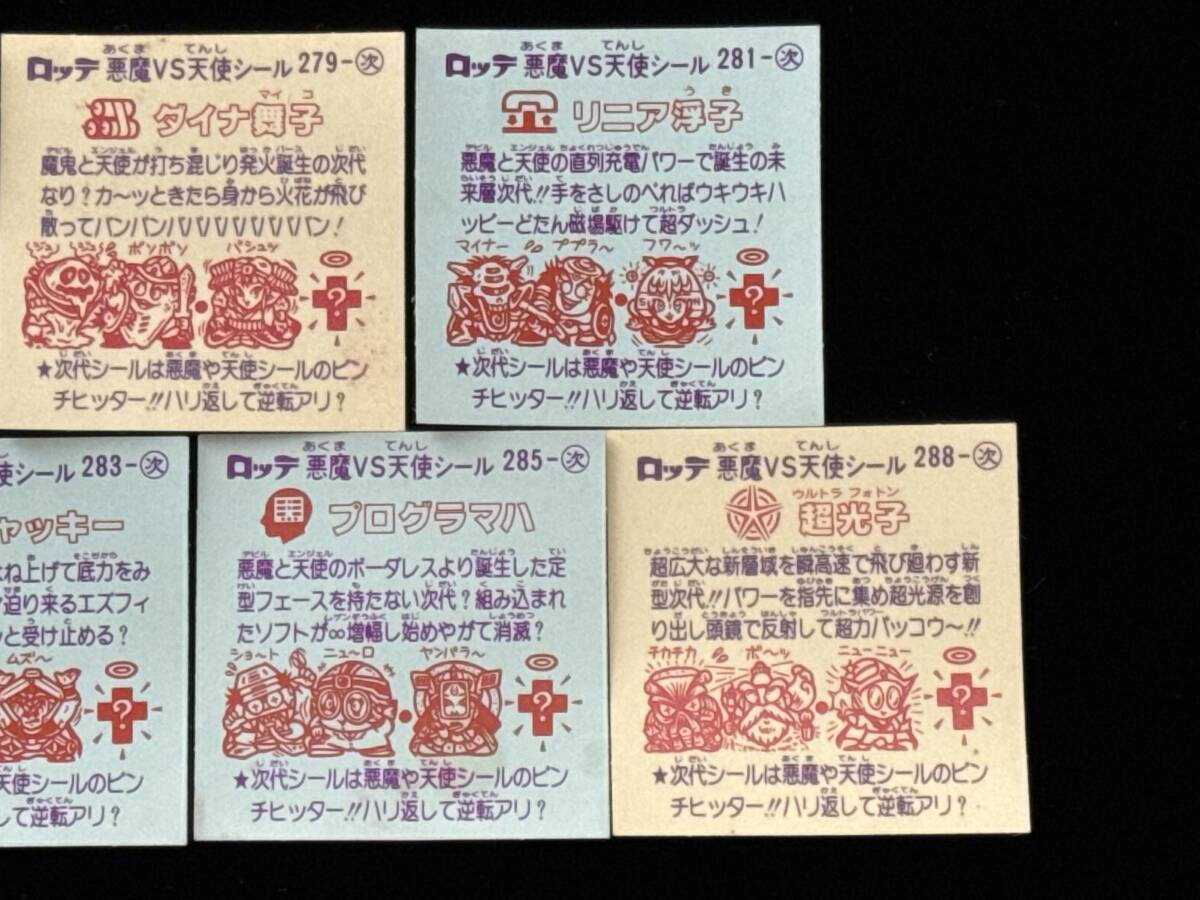 ロッテ 悪魔VS天使シール 279-次
ダイナ舞子
魔鬼と天使が打ち混じり発火誕生の次代
なり?カ〜ッときたら身から火花が飛び
散ってバンバンバババババババン!
ボンボン パシュッ
★次代シールは悪魔や天使シールのピン
チヒッター!!ハリ返して逆転アリ?
ロッテ 悪魔VS天使シール 281-次
リニア浮子
悪魔と天使の直列充電パワーで誕生の未
来層次代!!手をさしのべればウキウキハ
ッピーどたん磁場駆けて超ダッシュ!
マイナー ププラ〜 フワ〜ッ
★次代シールは悪魔や天使シールのピン
チヒッター!!ハリ返して逆転アリ?
使シール 283-次
ャッキー
ね上げて底力をみ
迫り来るエズフィ
と受け止める?
ムズ〜
天使シールのピン
して逆転アリ?
ロッテ 悪魔VS天使シール 285-次
プログラマハ
悪魔と天使のボーダレスより誕生した定
型フェースを持たない次代?組み込まれ
たソフトが∞増幅し始めやがて消滅?
ショート ニュ〜ロ ヤンパラ〜
★次代シールは悪魔や天使シールのピン
チヒッター!!ハリ返して逆転アリ?
ロッテ 悪魔VS天使シール 288-次
超光子
超広大な新層域を瞬高速で飛び廻わす新
型次代!!パワーを指先に集め超光源を創
り出し頭鏡で反射して超力バッコウ〜!!
チカチカ ボ〜ッ ニューニュー
★次代シールは悪魔や天使シールのピン
チヒッター!!ハリ返して逆転アリ?